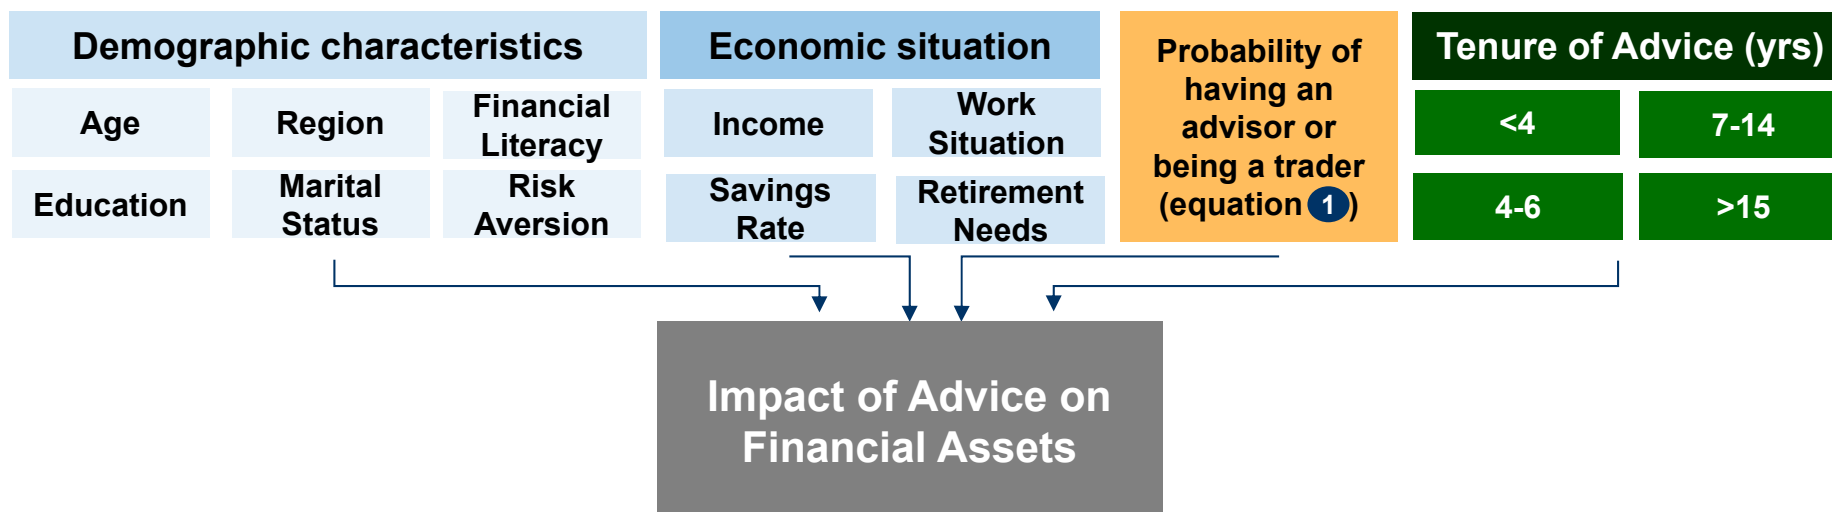 Demographic characteristics
Age
Region
Financial
Literacy
Education
Marital
Status
Risk
Aversion
Economic situation
Income
Work
Situation
Savings
Rate
Retirement
Needs
Probability of
having an
advisor or
being a trader
(equation 1)
Tenure of Advice (yrs)
<4
7-14
4-6
>15
Impact of Advice on
Financial Assets